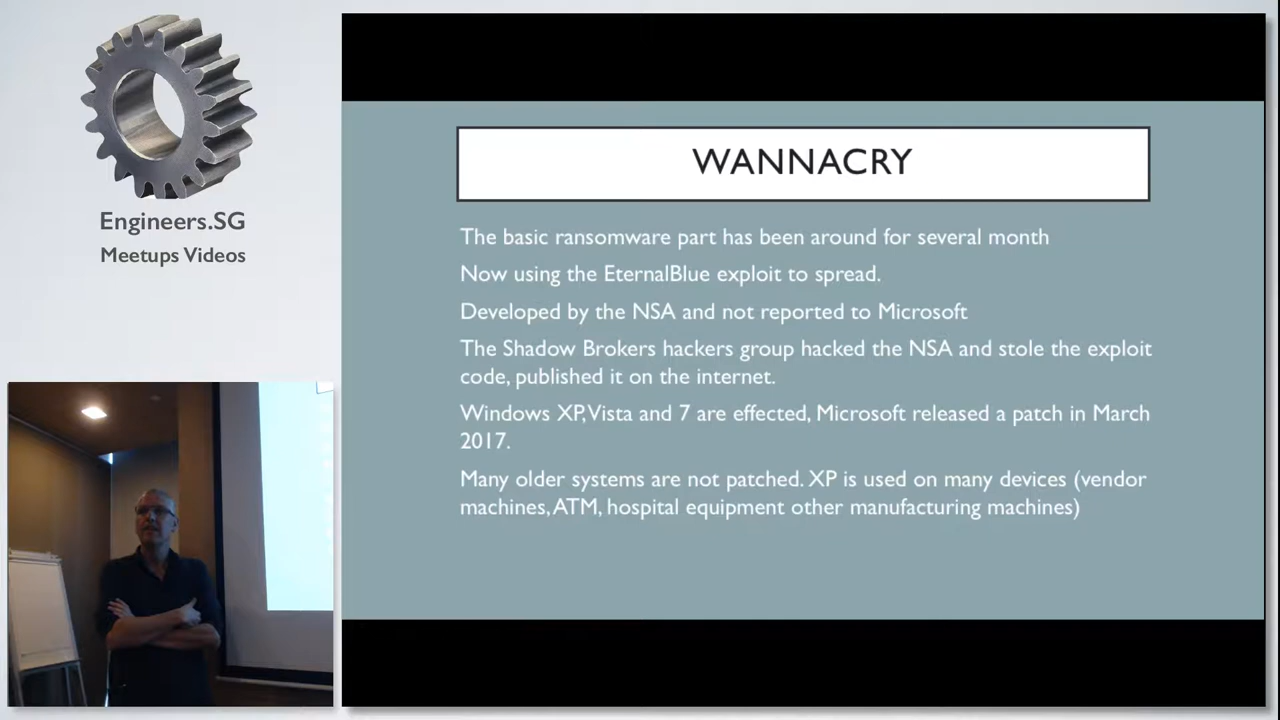 Engineers.SG
Meetups Videos
WANNACRY
The basic ransomware part has been around for several month
Now using the EternalBlue exploit to spread.
Developed by the NSA and not reported to Microsoft
The Shadow Brokers hackers group hacked the NSA and stole the exploit
code, published it on the internet.
Windows XP, Vista and 7 are effected, Microsoft released a patch in March
2017.
Many older systems are not patched. XP is used on many devices (vendor
machines, ATM, hospital equipment other manufacturing machines)